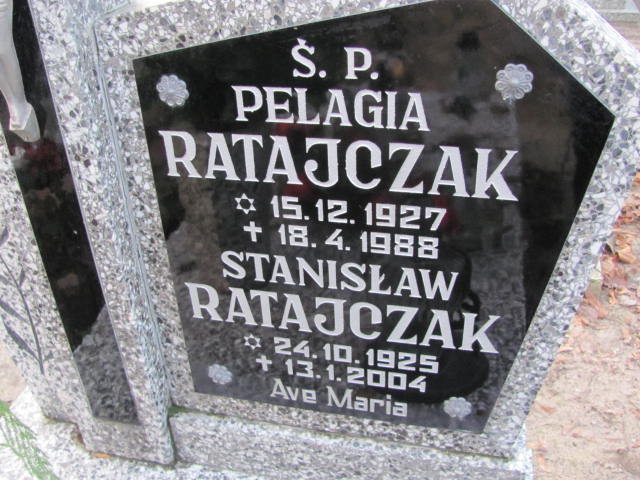 Ś. P.
PELAGIA
RATAJCZAK
✡ 15. 12. 1927
✝ 18. 4. 1988
STANISŁAW
RATAJCZAK
✡ 24. 10. 1925
✝ 13. 1. 2004
Ave Maria